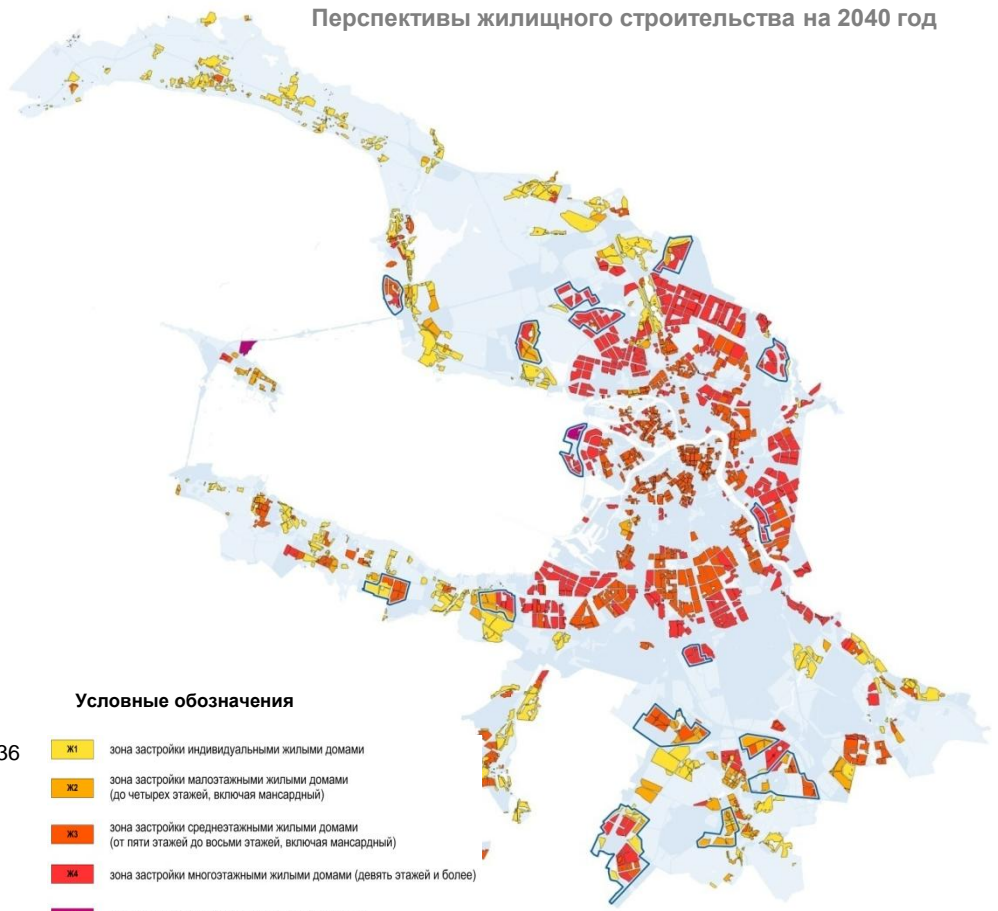 Перспективы жилищного строительства на 2040 год
Условные обозначения
36
Ж1 зона застройки индивидуальными жилыми домами
Ж2 зона застройки малоэтажными жилыми домами
(до четырех этажей, включая мансардный)
Ж3 зона застройки среднеэтажными жилыми домами
(от пяти этажей до восьми этажей, включая мансардный)
Ж4 зона застройки многоэтажными жилыми домами (девять этажей и более)